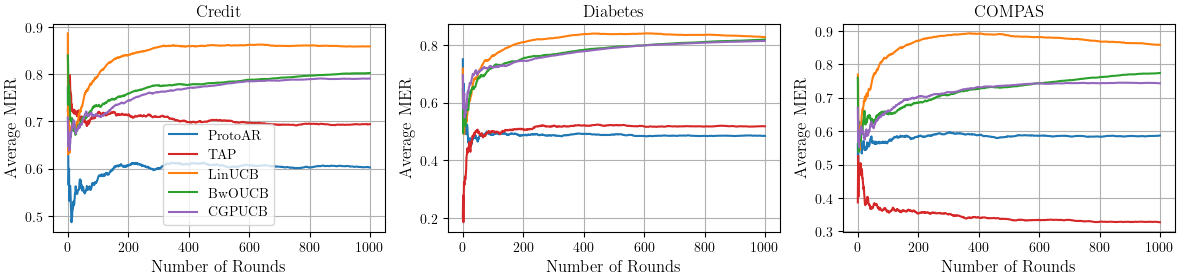 Credit
Average MER
0.9
0.8
0.7
0.6
0.5
ProtoAR
TAP
LinUCB
BwOUCB
CGPUCB
0 200 400 600 800 1000
Number of Rounds
Diabetes
Average MER
0.8
0.6
0.4
0.2
0 200 400 600 800 1000
Number of Rounds
COMPAS
Average MER
0.9
0.8
0.7
0.6
0.5
0.4
0.3
0 200 400 600 800 1000
Number of Rounds